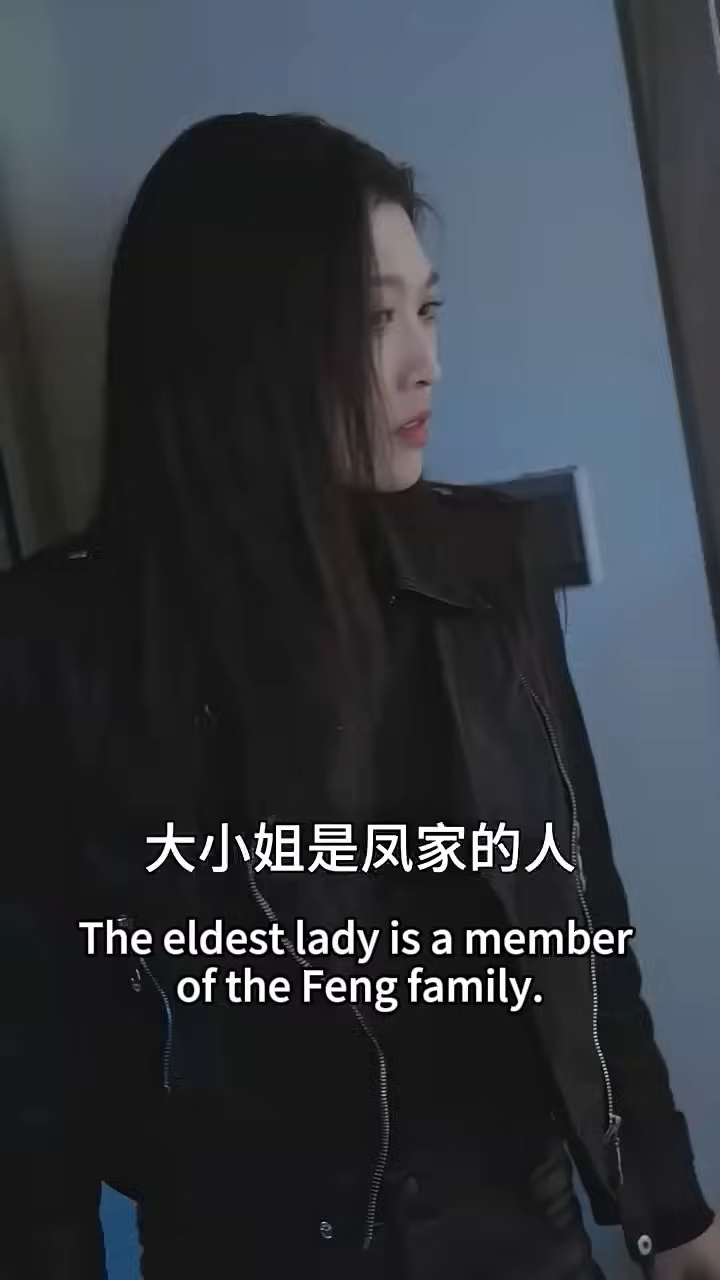 大小姐是凤家的人
The eldest lady is a member
of the Feng family.